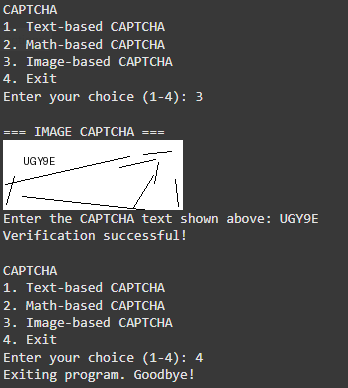 CAPTCHA
1. Text-based CAPTCHA
2. Math-based CAPTCHA
3. Image-based CAPTCHA
4. Exit
Enter your choice (1-4): 3
=== IMAGE CAPTCHA ===
UGY9E
Enter the CAPTCHA text shown above: UGY9E
Verification successful!
CAPTCHA
1. Text-based CAPTCHA
2. Math-based CAPTCHA
3. Image-based CAPTCHA
4. Exit
Enter your choice (1-4): 4
Exiting program. Goodbye!